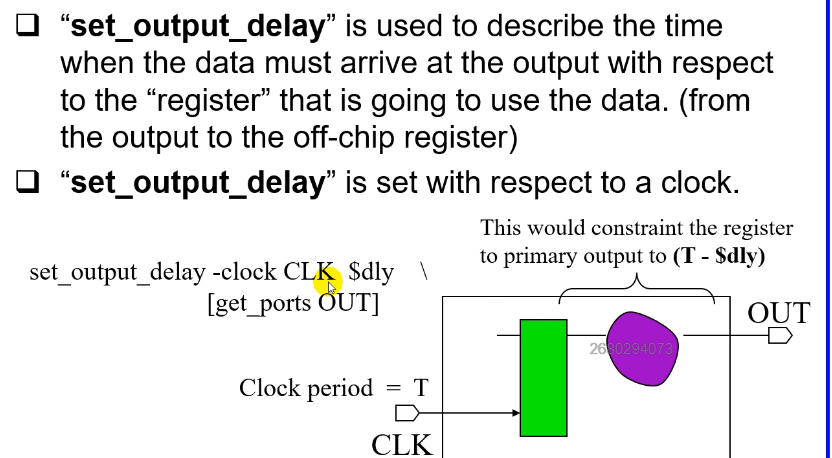 ❑ “set_output_delay” is used to describe the time
when the data must arrive at the output with respect
to the “register” that is going to use the data. (from
the output to the off-chip register)
❑ “set_output_delay” is set with respect to a clock.
This would constraint the register
to primary output to (T - $dly)
set_output_delay -clock CLK $dly \
[get_ports OUT]
OUT
2630294073
Clock period = T
CLK